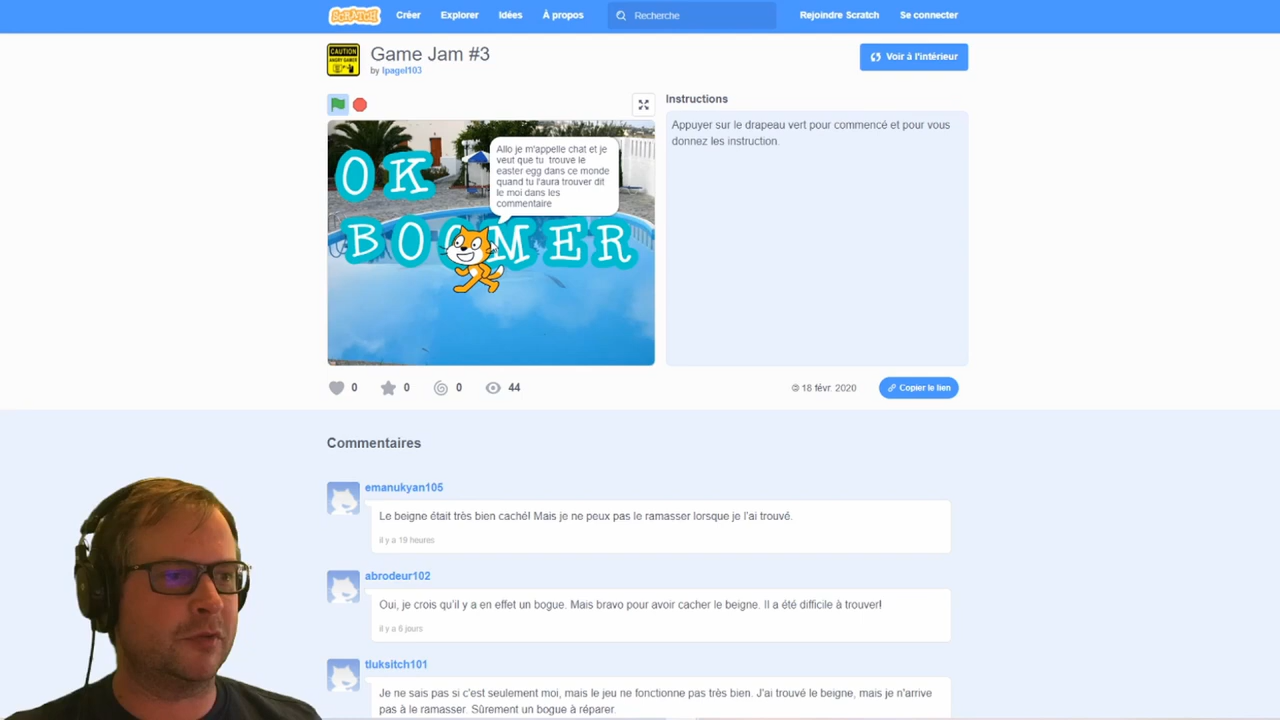 SCRATCH
Créer
Explorer
Idées
À propos
Recherche
Rejoindre Scratch
Se connecter
CAUTION
ANGRY GAMER
Game Jam #3
by lpagel103
Voir à l'intérieur
Instructions
Appuyer sur le drapeau vert pour commencé et pour vous
donnez les instruction.
OK
BOOMER
Allo je m'appelle chat et je
veut que tu trouve le
easter egg dans ce monde
quand tu l'aura trouver dit
le moi dans les
commentaire
0
0
0
44
© 18 févr. 2020
Copier le lien
Commentaires
emanukyan105
Le beigne était très bien caché! Mais je ne peux pas le ramasser lorsque je l'ai trouvé.
il y a 19 heures
abrodeur102
Oui, je crois qu'il y a en effet un bogue. Mais bravo pour avoir cacher le beigne. Il a été difficile à trouver!
il y a 6 jours
tluksitch101
Je ne sais pas si c'est seulement moi, mais le jeu ne fonctionne pas très bien. J'ai trouvé le beigne, mais je n'arrive
pas à le ramasser. Sûrement un bogue à réparer.